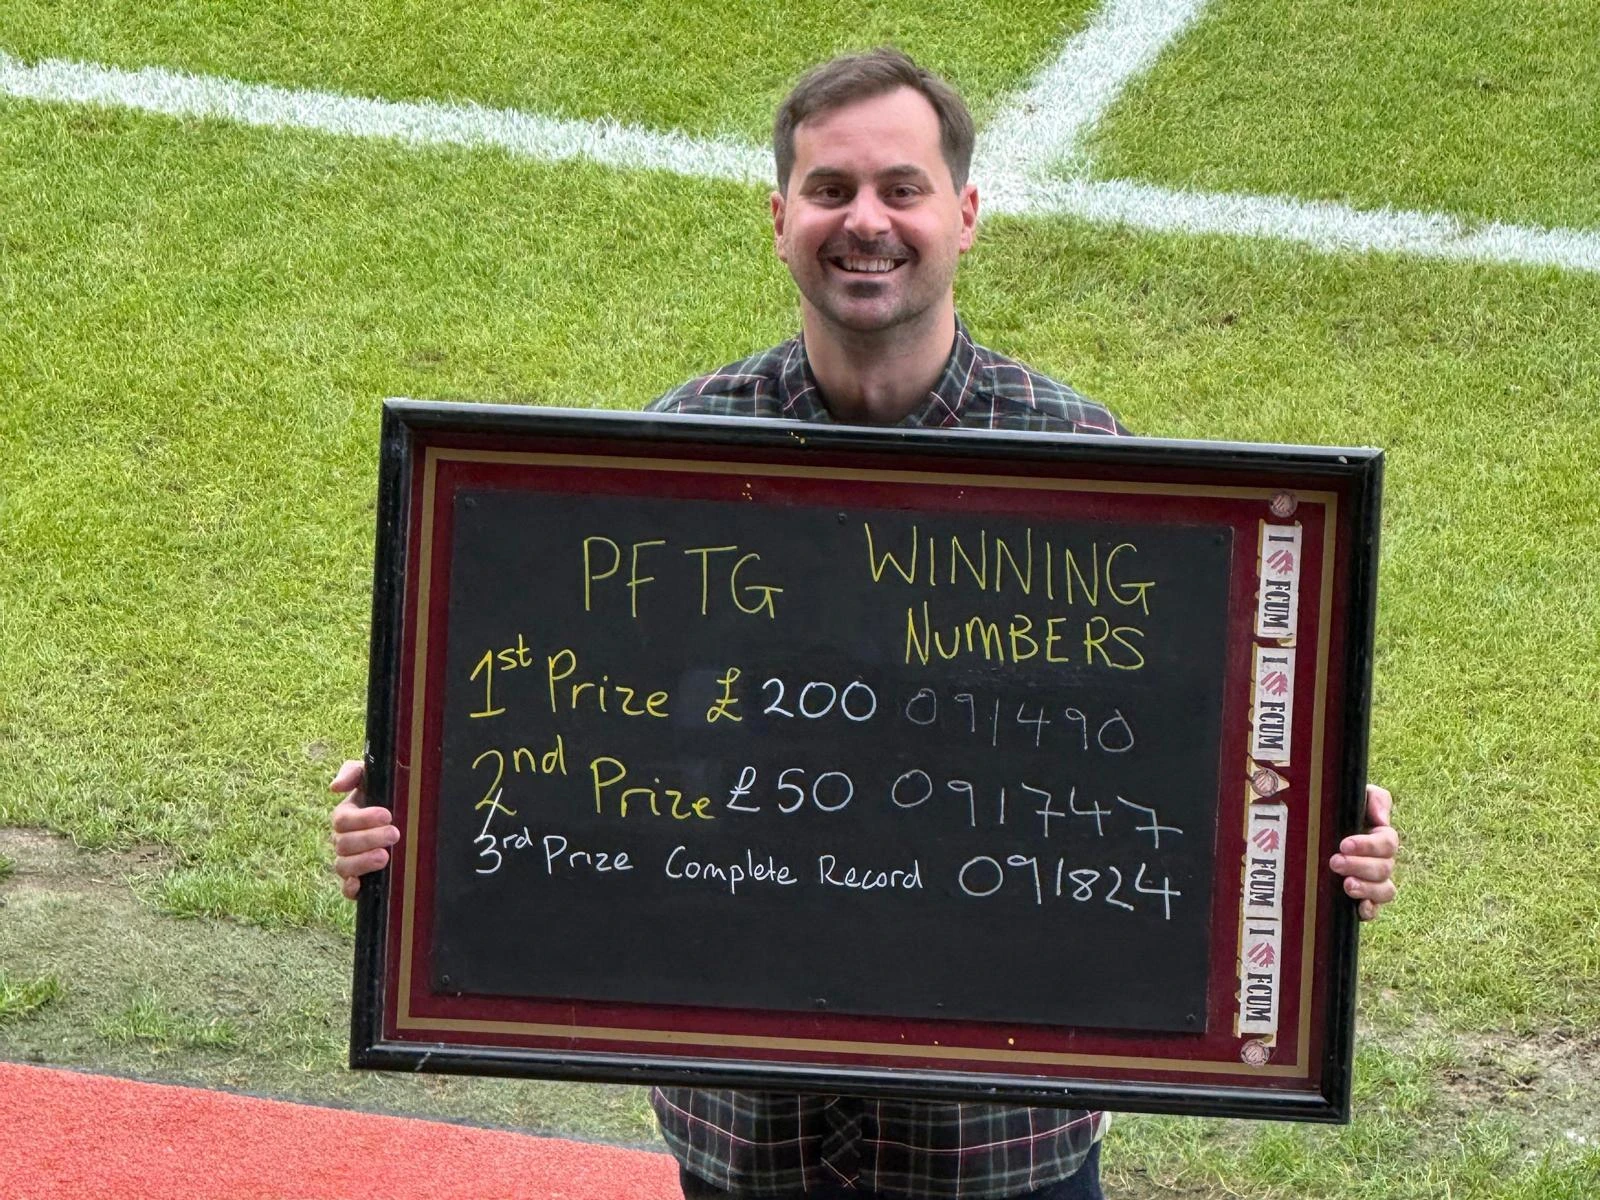 PFTG WINNING
NUMBERS
1st Prize £200 091490
2nd Prize £50 091747
3rd Prize Complete Record 091824
I FCUM
I FCUM
I FCUM
I FCUM